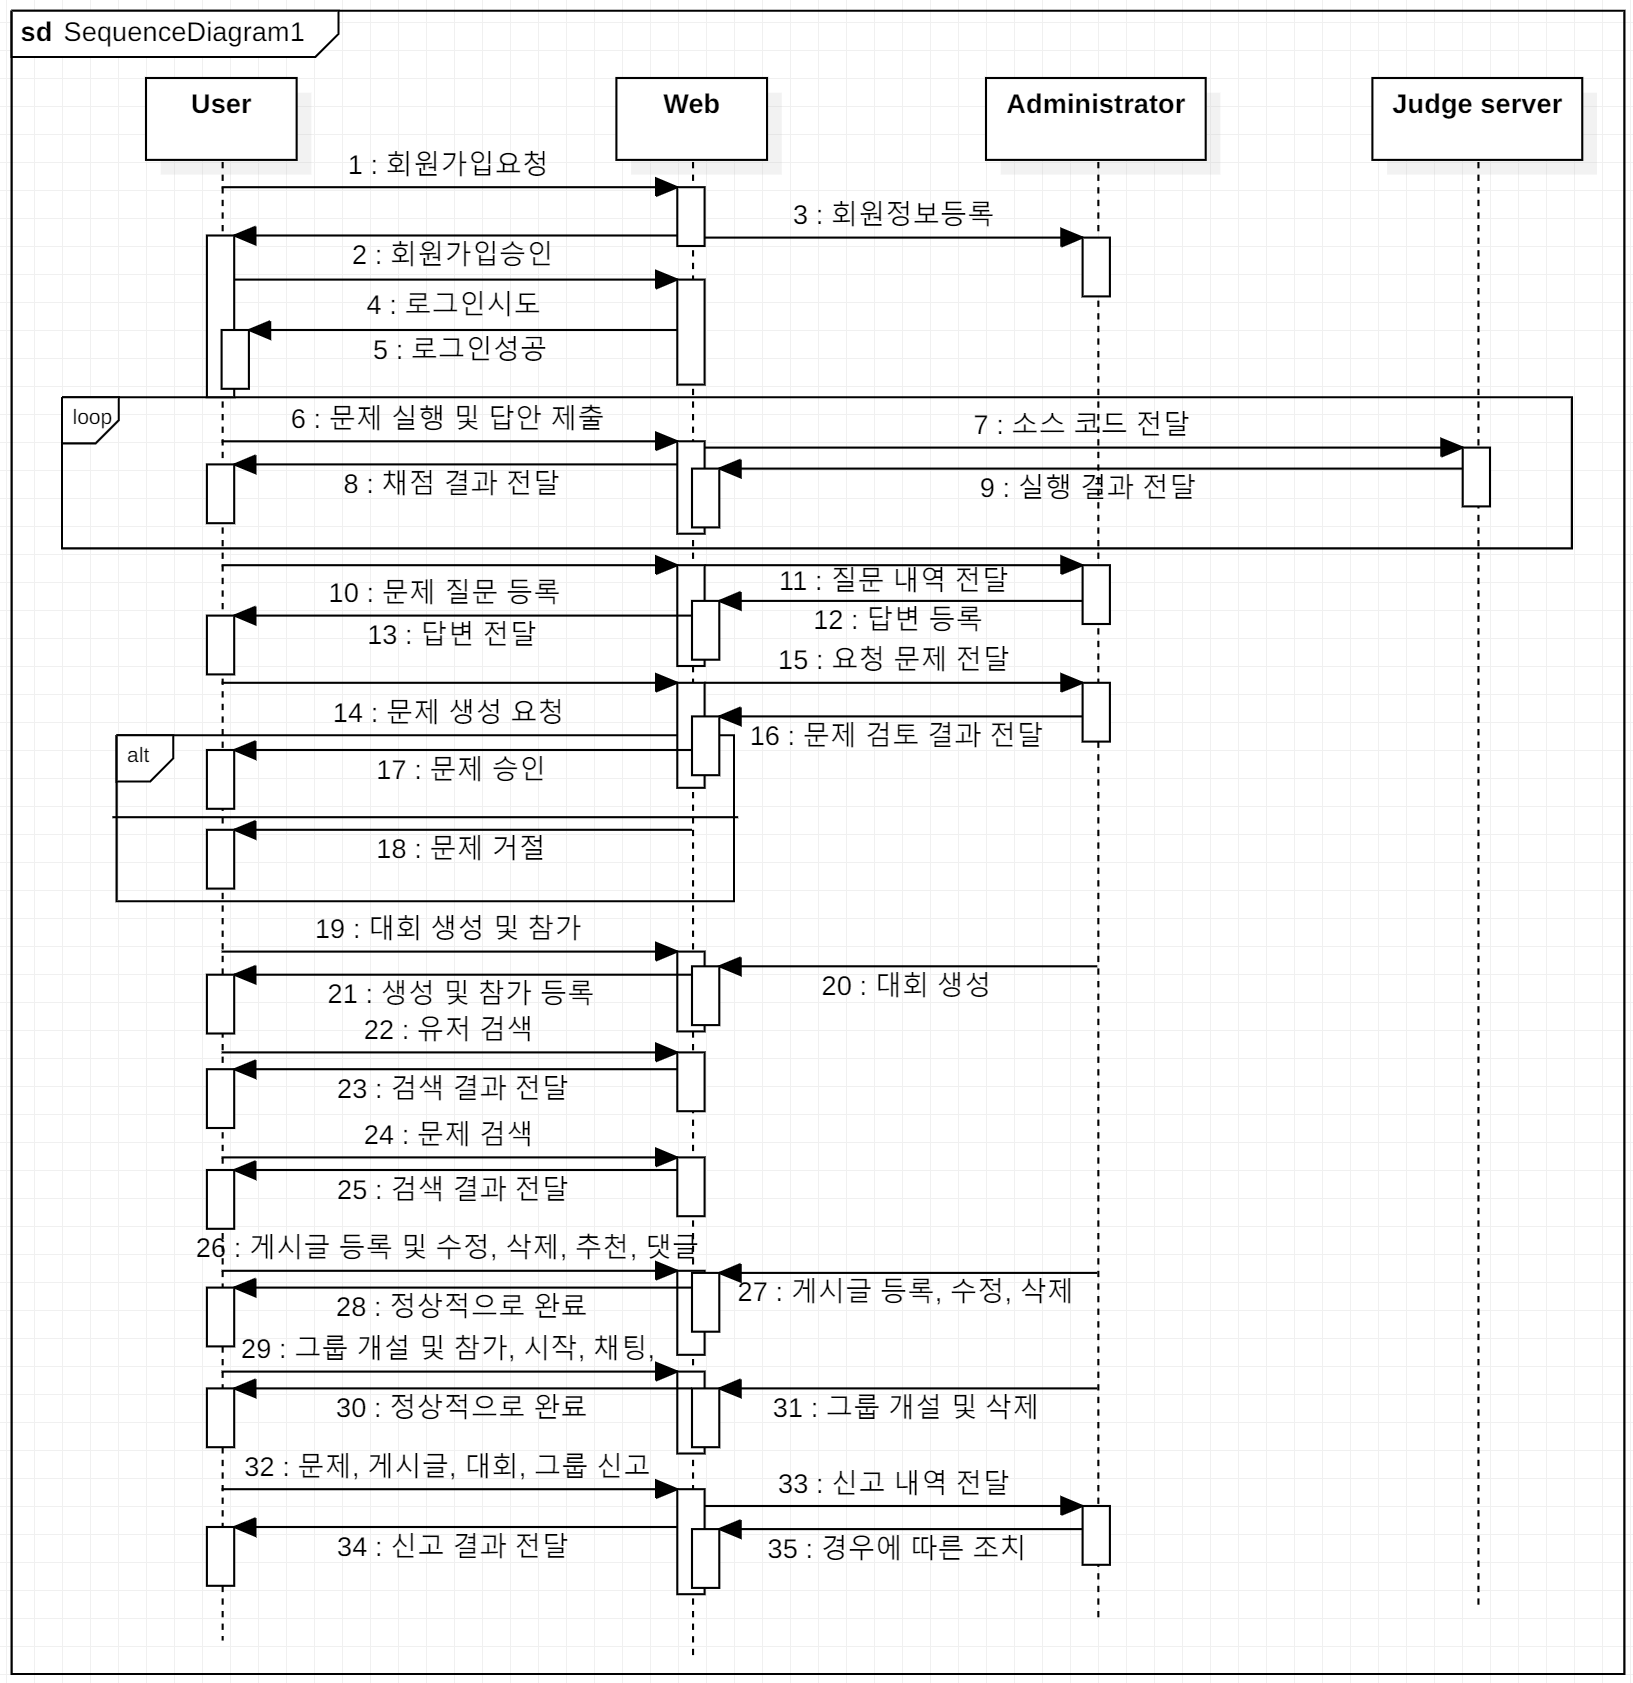 sd SequenceDiagram1
User
Web
Administrator
Judge server
1 : 회원가입요청
3 : 회원정보등록
2 : 회원가입승인
4 : 로그인시도
5 : 로그인성공
loop
6 : 문제 실행 및 답안 제출
7 : 소스 코드 전달
8 : 채점 결과 전달
9 : 실행 결과 전달
10 : 문제 질문 등록
11 : 질문 내역 전달
12 : 답변 등록
13 : 답변 전달
15 : 요청 문제 전달
14 : 문제 생성 요청
16 : 문제 검토 결과 전달
alt
17 : 문제 승인
18 : 문제 거절
19 : 대회 생성 및 참가
20 : 대회 생성
21 : 생성 및 참가 등록
22 : 유저 검색
23 : 검색 결과 전달
24 : 문제 검색
25 : 검색 결과 전달
26 : 게시글 등록 및 수정, 삭제, 추천, 댓글
27 : 게시글 등록, 수정, 삭제
28 : 정상적으로 완료
29 : 그룹 개설 및 참가, 시작, 채팅,
30 : 정상적으로 완료
31 : 그룹 개설 및 삭제
32 : 문제, 게시글, 대회, 그룹 신고
33 : 신고 내역 전달
34 : 신고 결과 전달
35 : 경우에 따른 조치